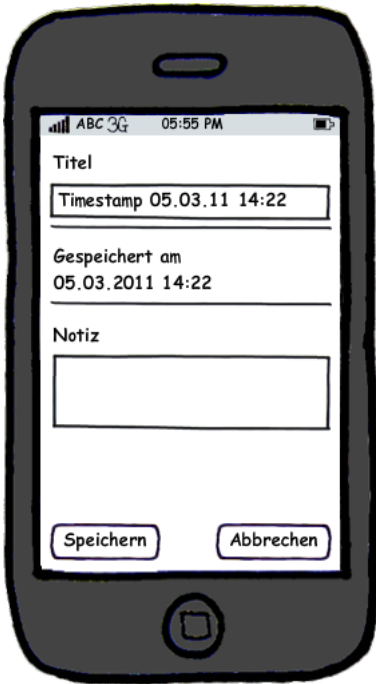 ABC 3G 05:55 PM
Titel
Timestamp 05.03.11 14:22
Gespeichert am
05.03.2011 14:22
Notiz
Speichern Abbrechen